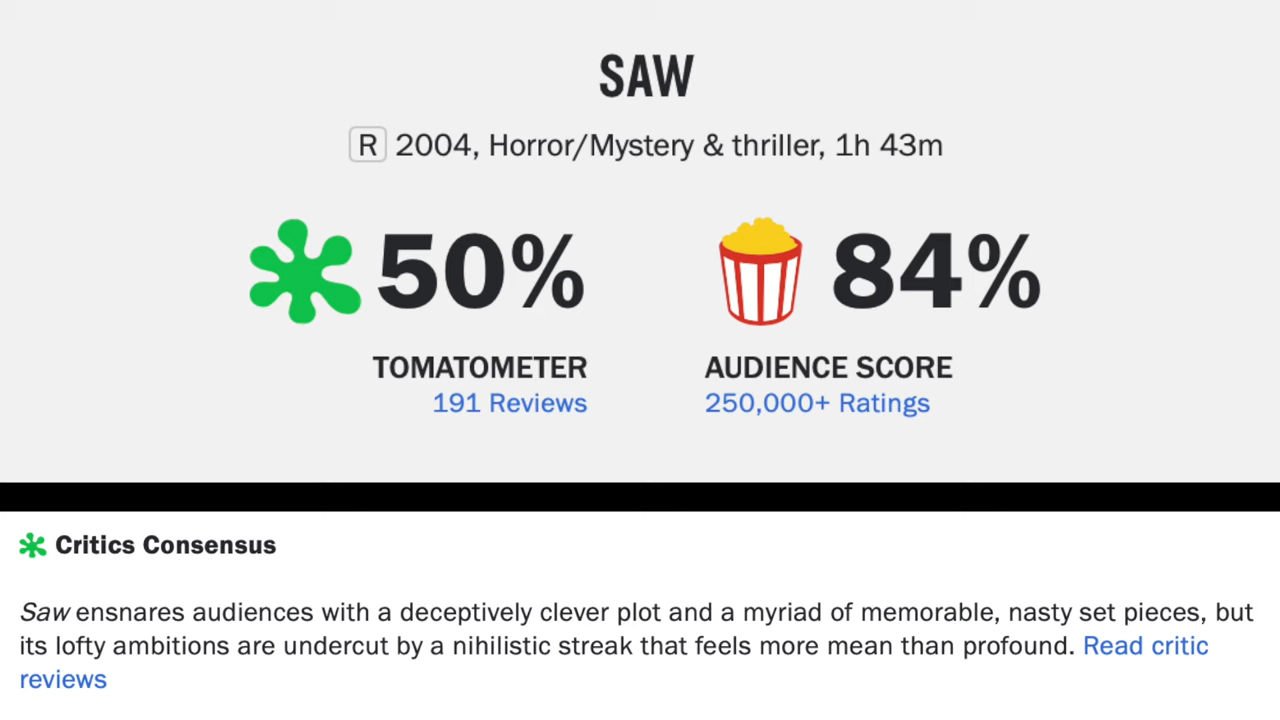 SAW
R 2004, Horror/Mystery & thriller, 1h 43m
50% 84%
TOMATOMETER AUDIENCE SCORE
191 Reviews 250,000+ Ratings
Critics Consensus
Saw ensnares audiences with a deceptively clever plot and a myriad of memorable, nasty set pieces, but
its lofty ambitions are undercut by a nihilistic streak that feels more mean than profound. Read critic
reviews